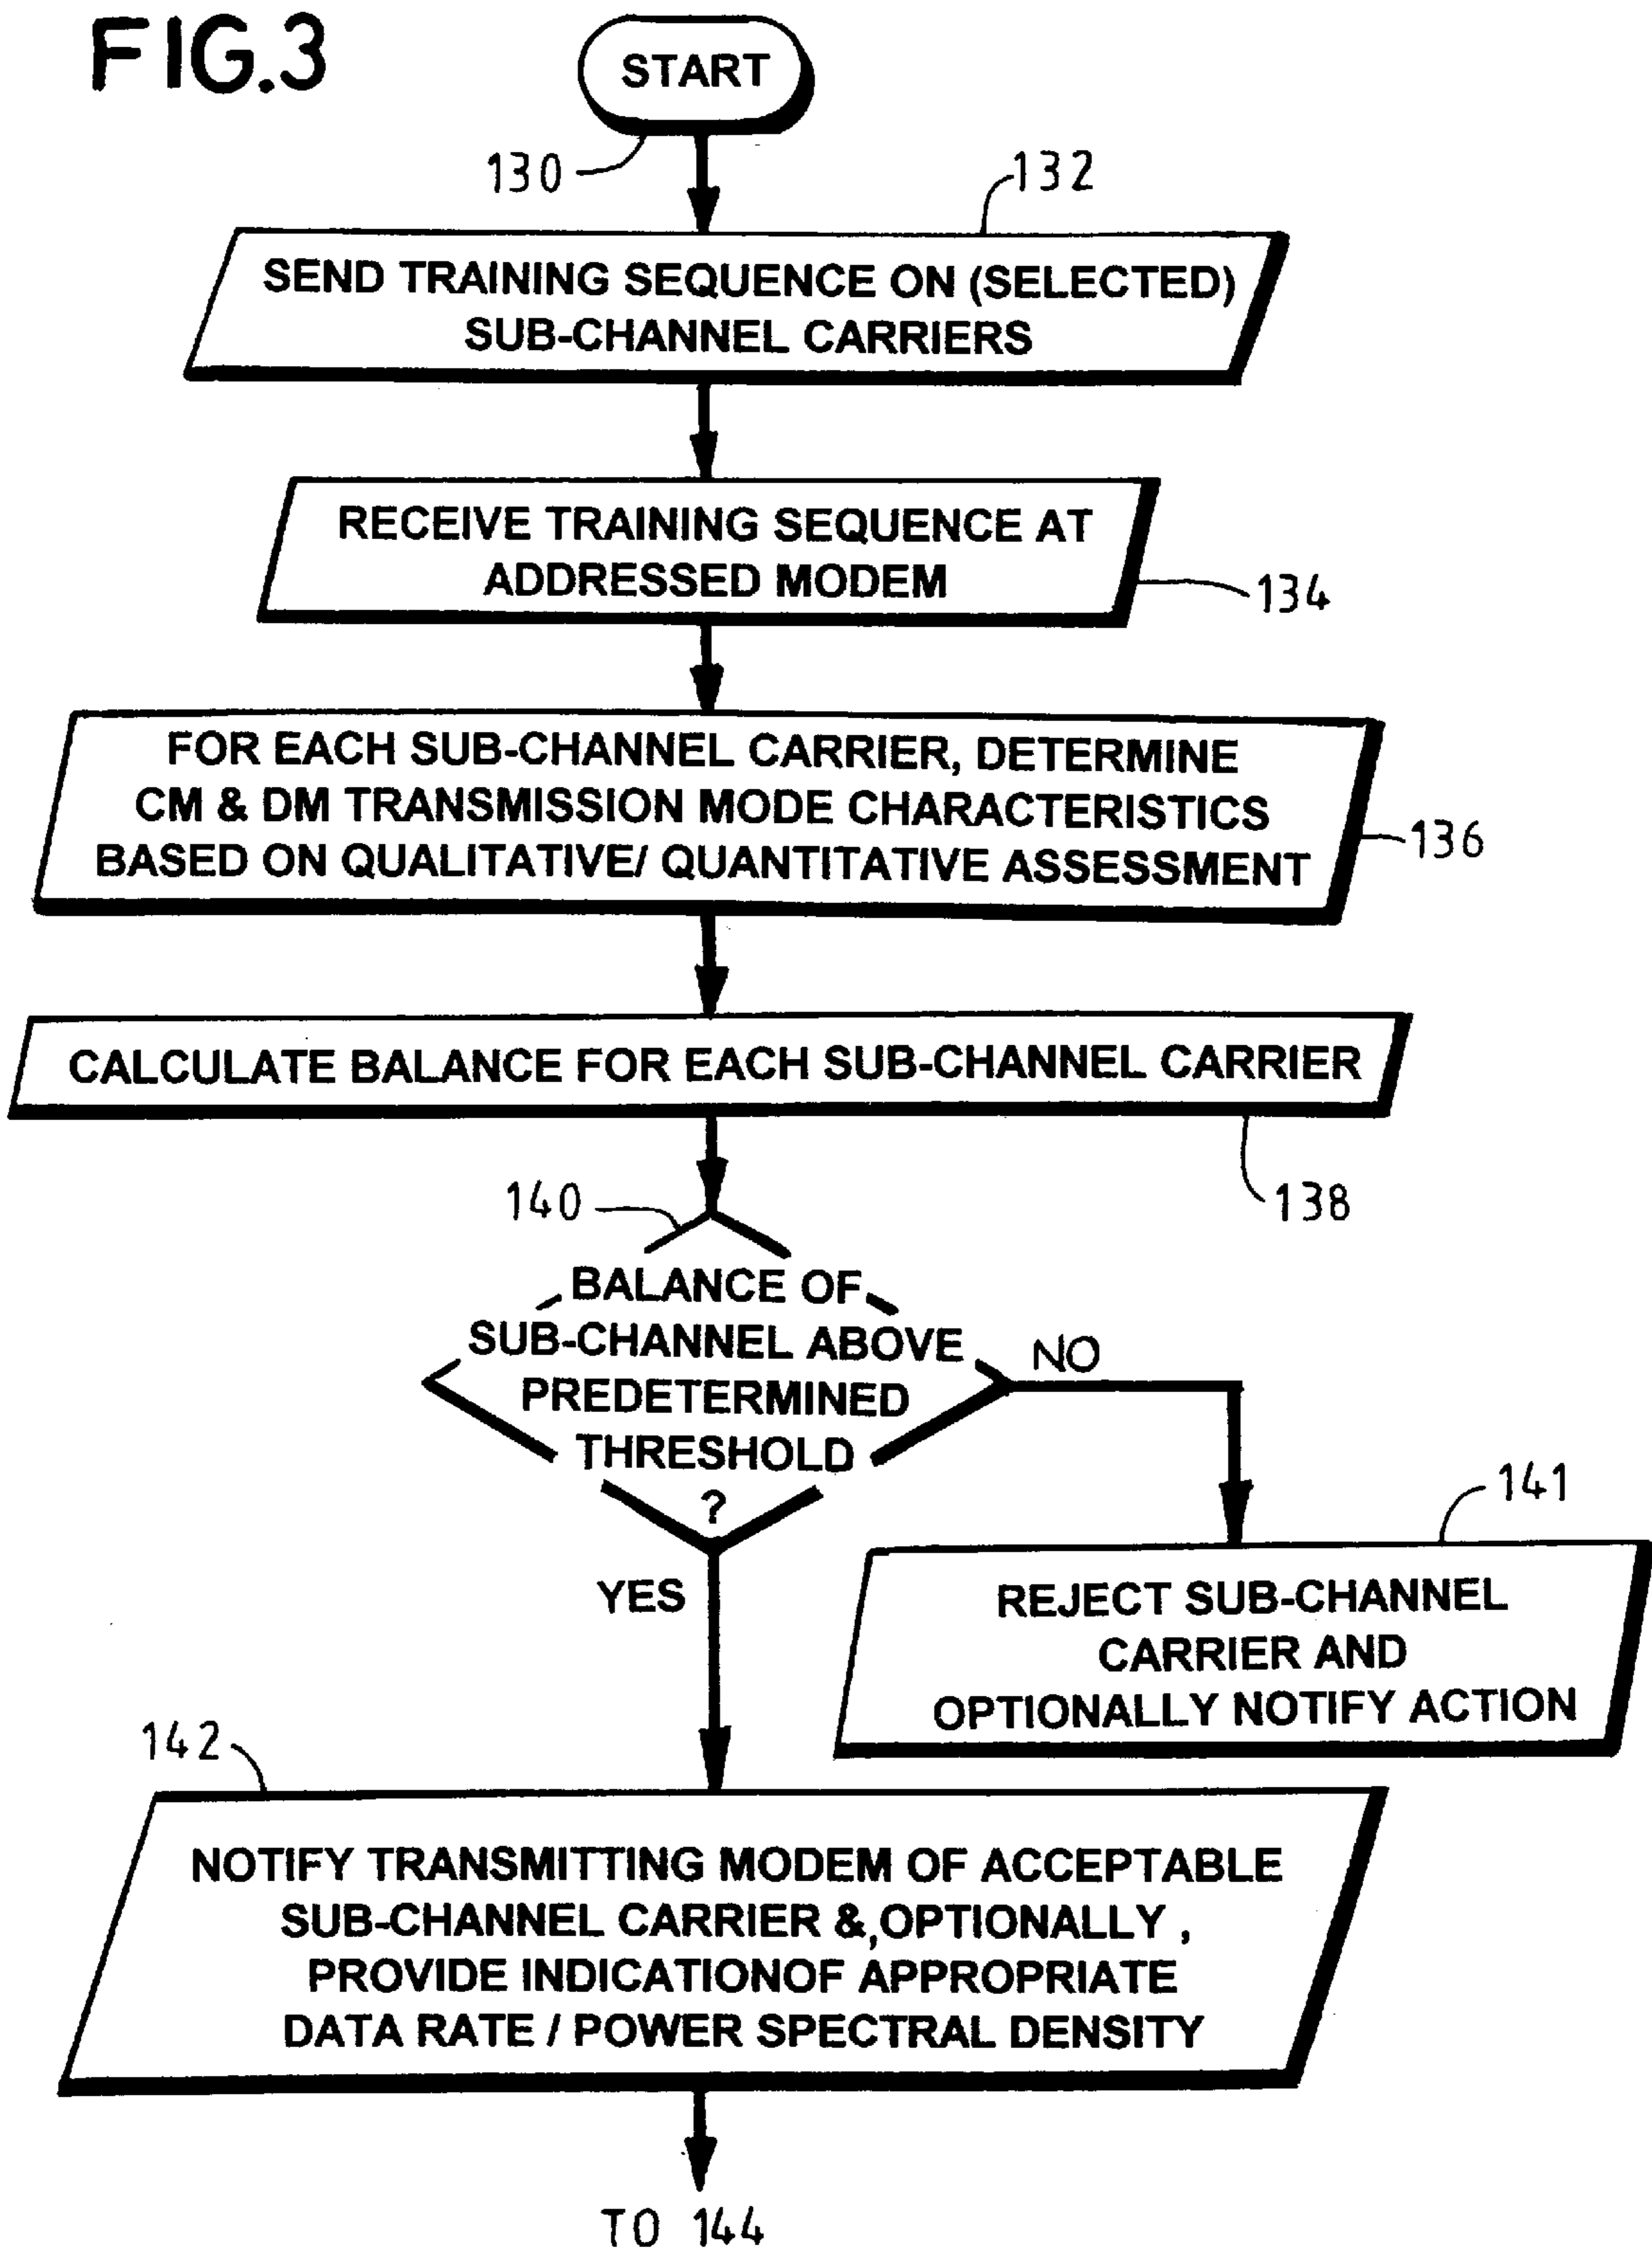 FIG.3
START
130
132
SEND TRAINING SEQUENCE ON (SELECTED)
SUB-CHANNEL CARRIERS
RECEIVE TRAINING SEQUENCE AT
ADDRESSED MODEM
134
FOR EACH SUB-CHANNEL CARRIER, DETERMINE
CM & DM TRANSMISSION MODE CHARACTERISTICS
BASED ON QUALITATIVE/ QUANTITATIVE ASSESSMENT
136
CALCULATE BALANCE FOR EACH SUB-CHANNEL CARRIER
138
140
BALANCE OF
SUB-CHANNEL ABOVE
PREDETERMINED
THRESHOLD
?
NO
YES
141
REJECT SUB-CHANNEL
CARRIER AND
OPTIONALLY NOTIFY ACTION
142
NOTIFY TRANSMITTING MODEM OF ACCEPTABLE
SUB-CHANNEL CARRIER &,OPTIONALLY ,
PROVIDE INDICATIONOF APPROPRIATE
DATA RATE / POWER SPECTRAL DENSITY
TO 144